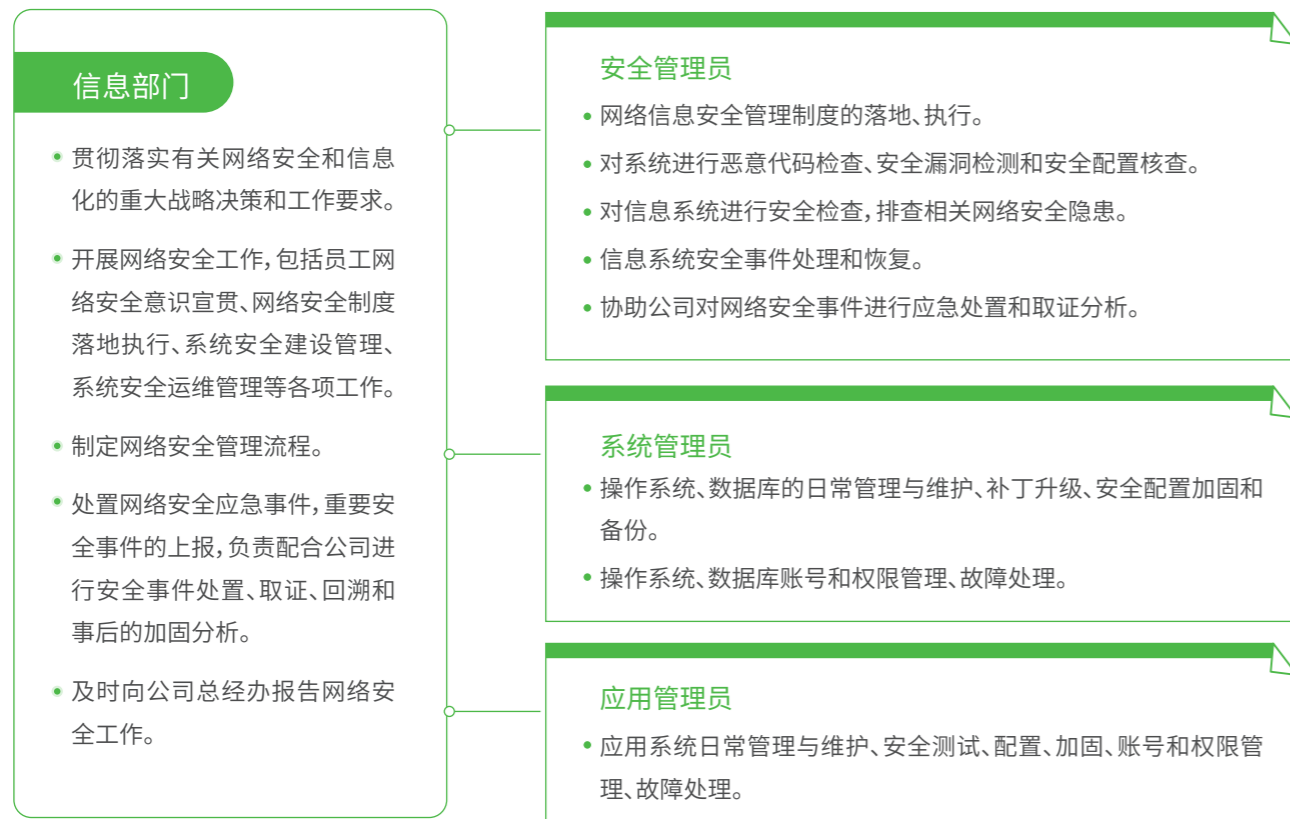 信息部门
贯彻落实有关网络安全和信息
化的重大战略决策和工作要求。
开展网络安全工作，包括员工网
络安全意识宣贯、网络安全制度
落地执行、系统安全建设管理、
系统安全运维管理等各项工作。
制定网络安全管理流程。
处置网络安全应急事件，重要安
全事件的上报，负责配合公司进
行安全事件处置、取证、回溯和
事后的加固分析。
及时向公司总经办报告网络安
全工作。
安全管理员
网络信息安全管理制度的落地、执行。
对系统进行恶意代码检查、安全漏洞检测和安全配置核查。
对信息系统进行安全检查，排查相关网络安全隐患。
信息系统安全事件处理和恢复。
协助公司对网络安全事件进行应急处置和取证分析。
系统管理员
操作系统、数据库的日常管理与维护、补丁升级、安全配置加固和
备份。
操作系统、数据库账号和权限管理、故障处理。
应用管理员
应用系统日常管理与维护、安全测试、配置、加固、账号和权限管
理、故障处理。